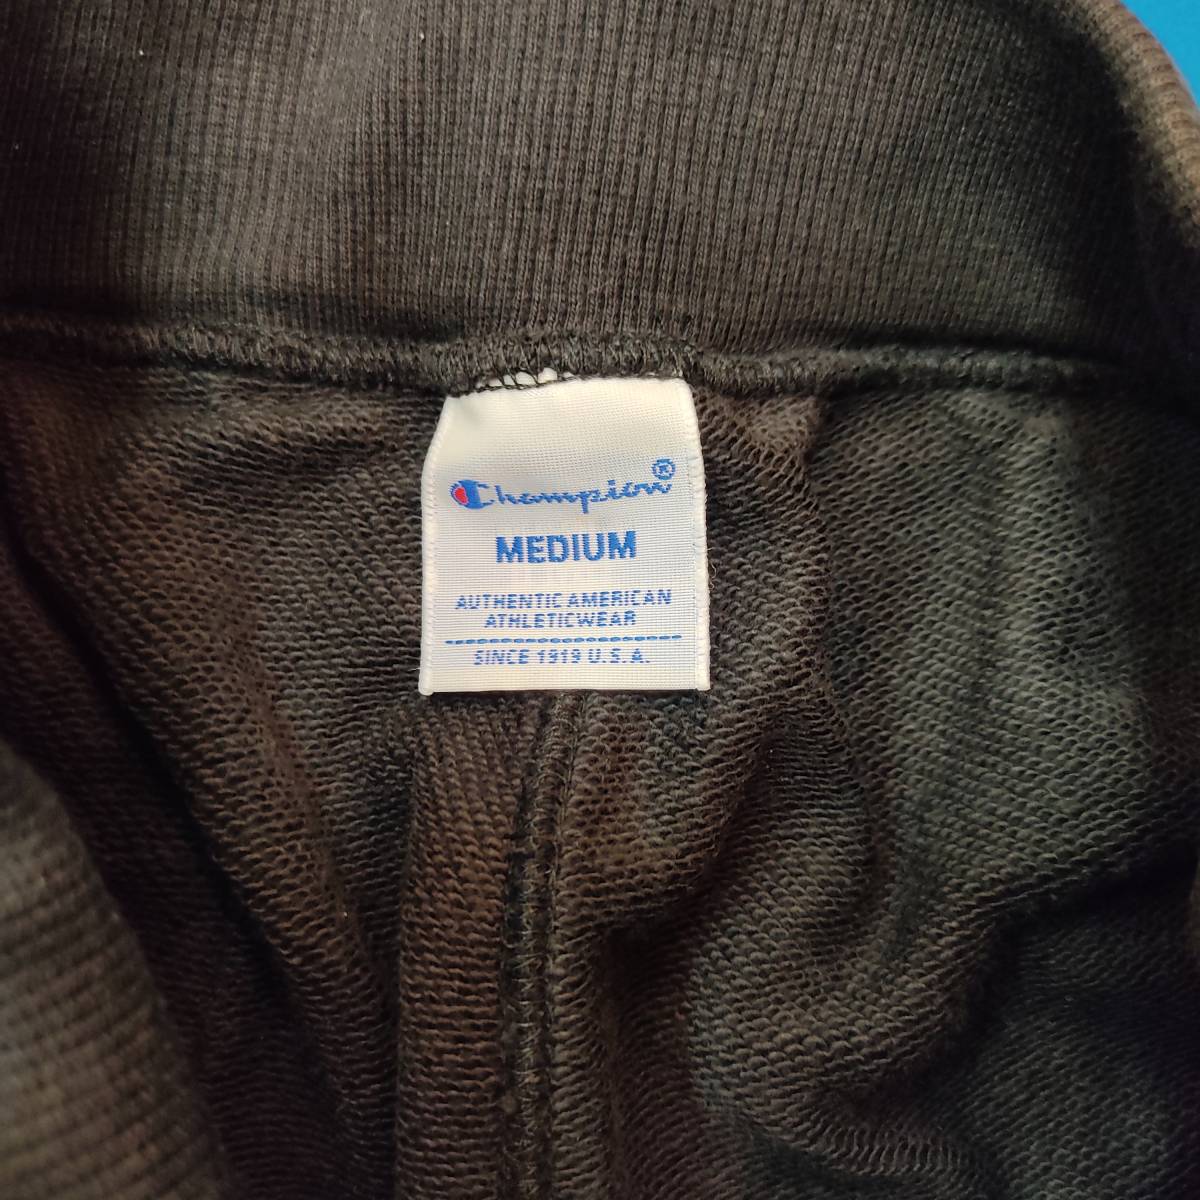 Champion®
MEDIUM
AUTHENTIC AMERICAN
ATHLETICWEAR
SINCE 1919 U.S.A.